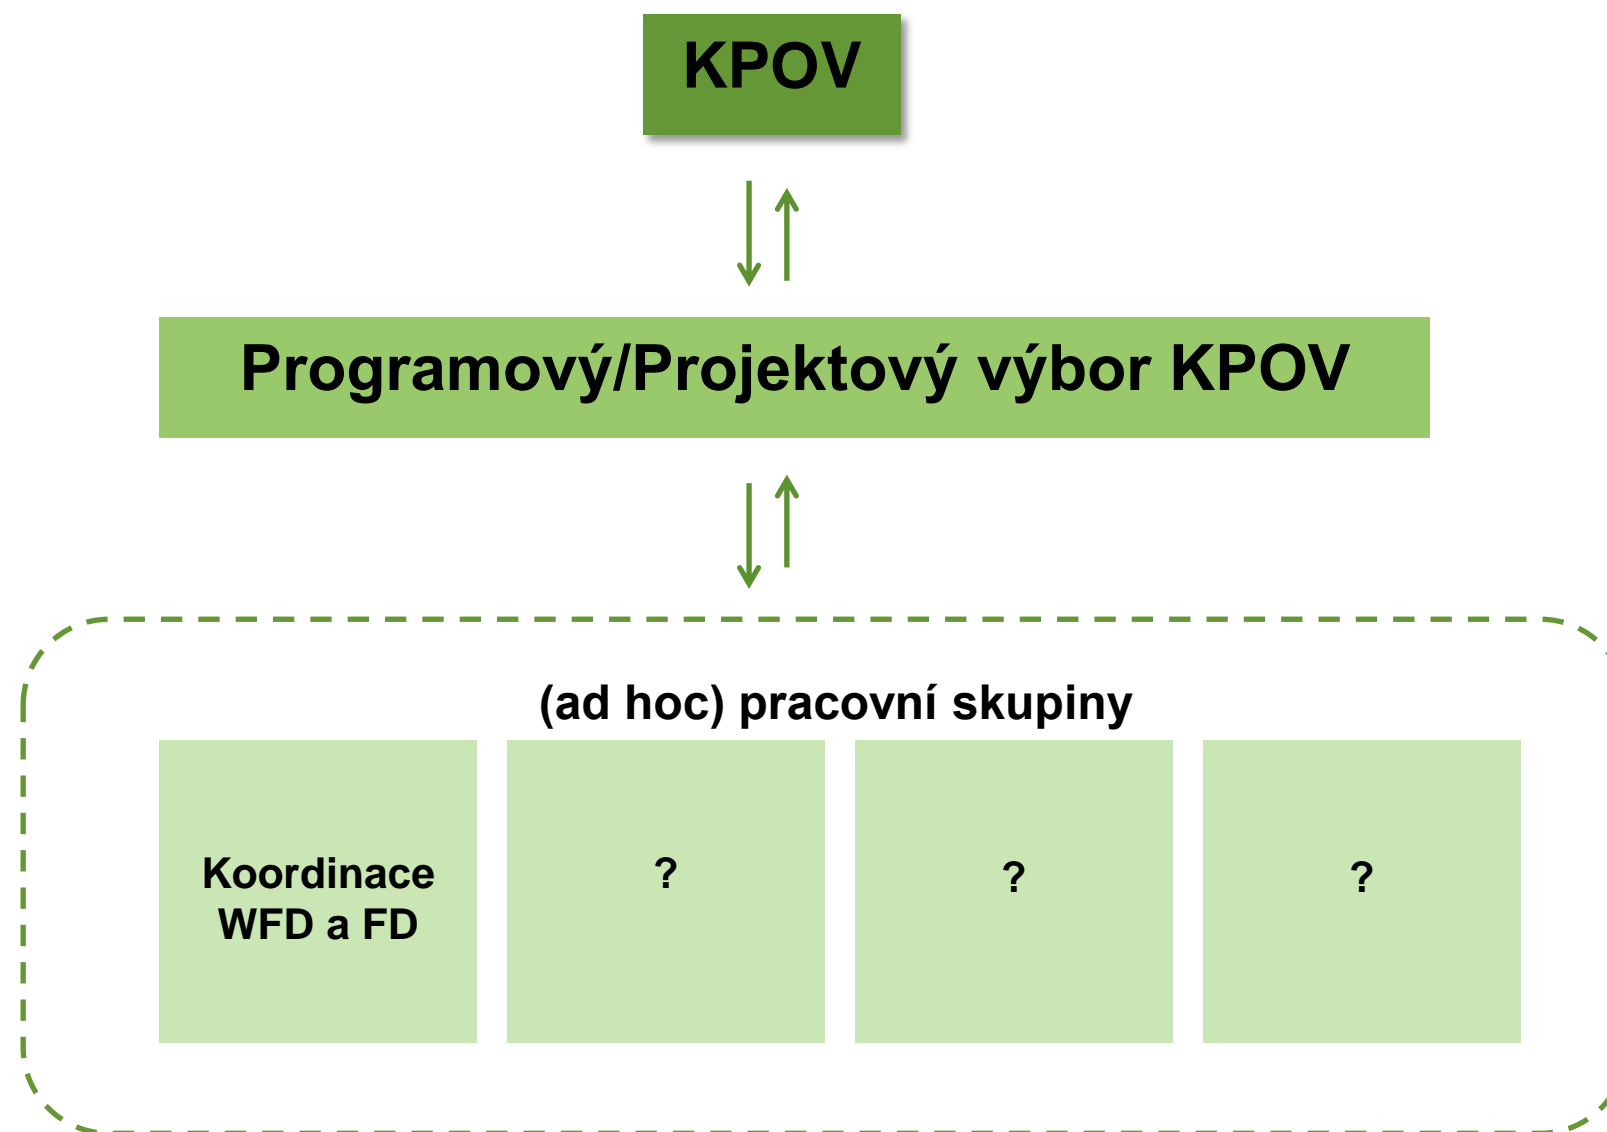 KPOV
Programový/Projektový výbor KPOV
(ad hoc) pracovní skupiny
Koordinace
WFD a FD
?
?
?